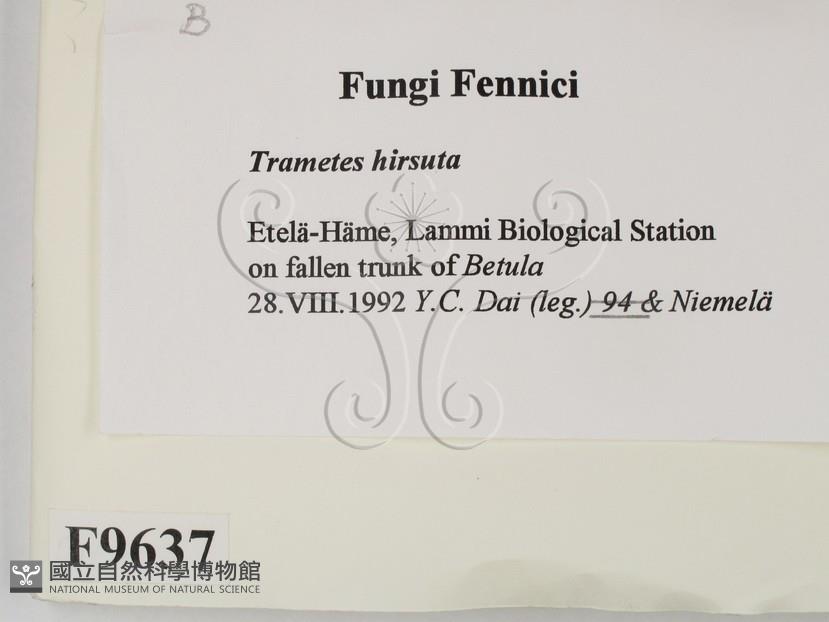 B
Fungi Fennici
Trametes hirsuta
Etelä-Häme, Lammi Biological Station
on fallen trunk of Betula
28.VIII.1992 Y.C. Dai (leg.) 94 & Niemelä
F9637
國立自然科學博物館
NATIONAL MUSEUM OF NATURAL SCIENCE